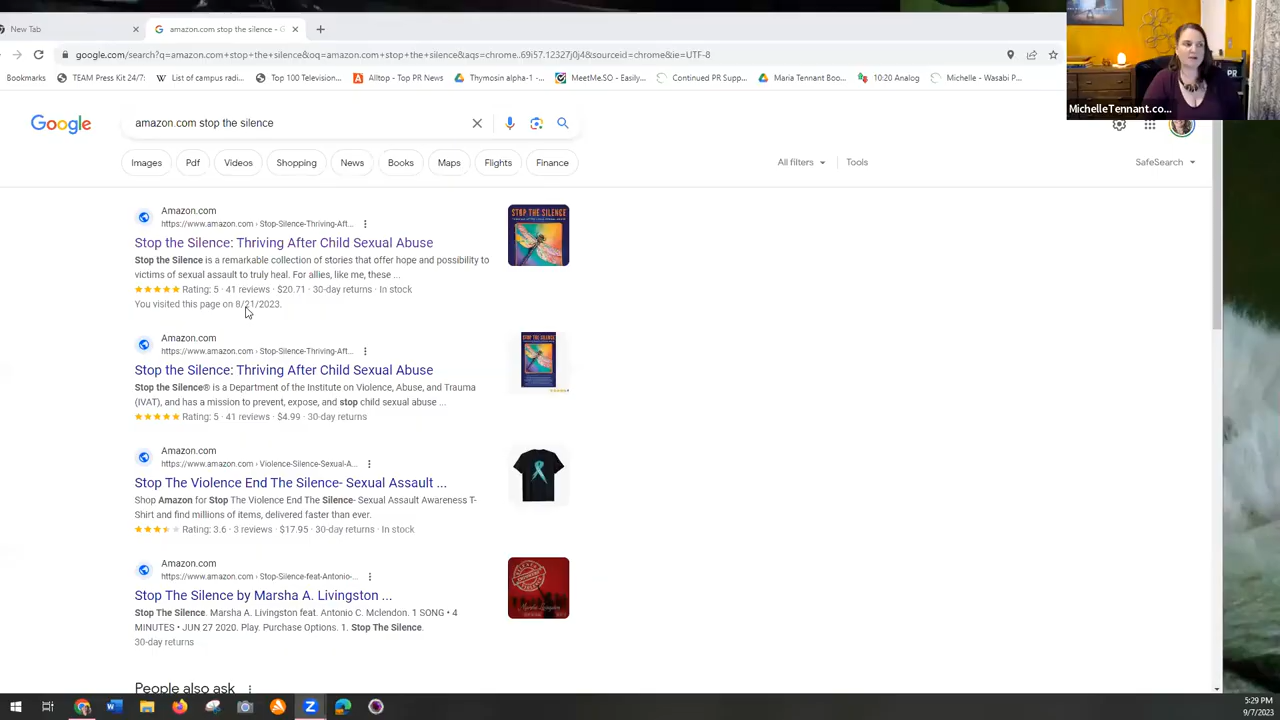 New Tab
amazon.com stop the silence - G
google.com/search?q=amazon.com+stop+the+silence&oq=amazon.com+stop+the+silence&aqs=chrome..69i57.12327j0j4&sourceid=chrome&ie=UTF-8
Bookmarks
TEAM Press Kit 24/7:
List of campus radio...
Top 100 Television...
Alltop - Top PR News
Thymosin alpha-1 -...
MeetMe.SO - Easily...
Continued PR Supp...
Maria Tennant Boo...
10:20 Analog
Michelle - Wasabi P...
PR
MichelleTennant.co...
Google
amazon.com stop the silence
Images
Pdf
Videos
Shopping
News
Books
Maps
Flights
Finance
All filters
Tools
SafeSearch
Amazon.com
https://www.amazon.com › Stop-Silence-Thriving-Aft...
Stop the Silence: Thriving After Child Sexual Abuse
Stop the Silence is a remarkable collection of stories that offer hope and possibility to
victims of sexual assault to truly heal. For allies, like me, these ...
Rating: 5 · 41 reviews · $20.71 · 30-day returns · In stock
You visited this page on 8/21/2023.
STOP THE SILENCE
Amazon.com
https://www.amazon.com › Stop-Silence-Thriving-Aft...
Stop the Silence: Thriving After Child Sexual Abuse
Stop the Silence® is a Department of the Institute on Violence, Abuse, and Trauma
(IVAT), and has a mission to prevent, expose, and stop child sexual abuse ...
Rating: 5 · 41 reviews · $4.99 · 30-day returns
STOP THE SILENCE
Amazon.com
https://www.amazon.com › Violence-Silence-Sexual-A...
Stop The Violence End The Silence- Sexual Assault ...
Shop Amazon for Stop The Violence End The Silence- Sexual Assault Awareness T-
Shirt and find millions of items, delivered faster than ever.
Rating: 3.6 · 3 reviews · $17.95 · 30-day returns · In stock
Amazon.com
https://www.amazon.com › Stop-Silence-feat-Antonio-...
Stop The Silence by Marsha A. Livingston ...
Stop The Silence. Marsha A. Livingston feat. Antonio C. Mclendon. 1 SONG • 4
MINUTES • JUN 27 2020. Play. Purchase Options. 1. Stop The Silence.
30-day returns
People also ask
5:29 PM
9/7/2023